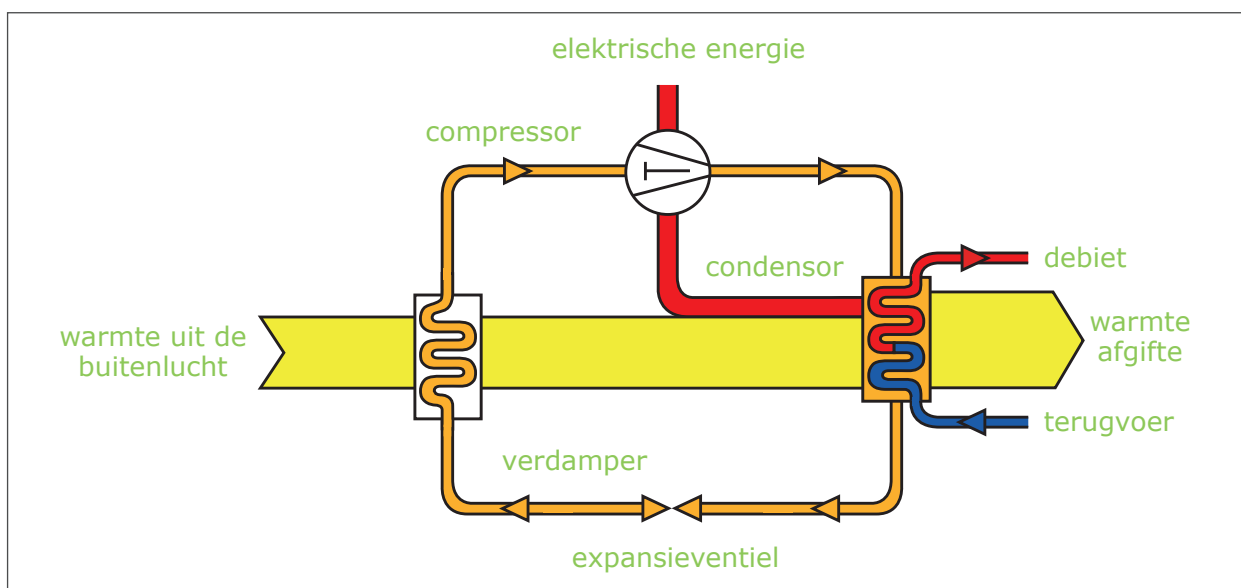 elektrische energie
compressor
condensor
debiet
warmte uit de
buitenlucht
warmte
afgifte
terugvoer
verdamper
expansieventiel